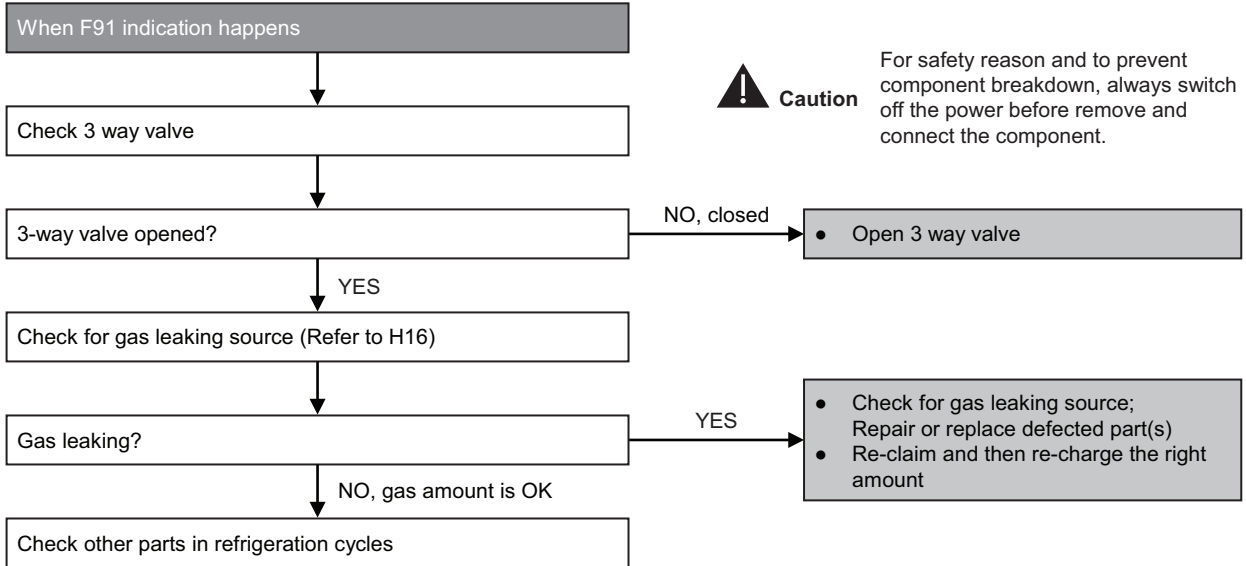 When F91 indication happens
Caution
For safety reason and to prevent
component breakdown, always switch
off the power before remove and
connect the component.
Check 3 way valve
3-way valve opened?
NO, closed
● Open 3 way valve
YES
Check for gas leaking source (Refer to H16)
Gas leaking?
YES
● Check for gas leaking source;
Repair or replace defected part(s)
● Re-claim and then re-charge the right
amount
NO, gas amount is OK
Check other parts in refrigeration cycles